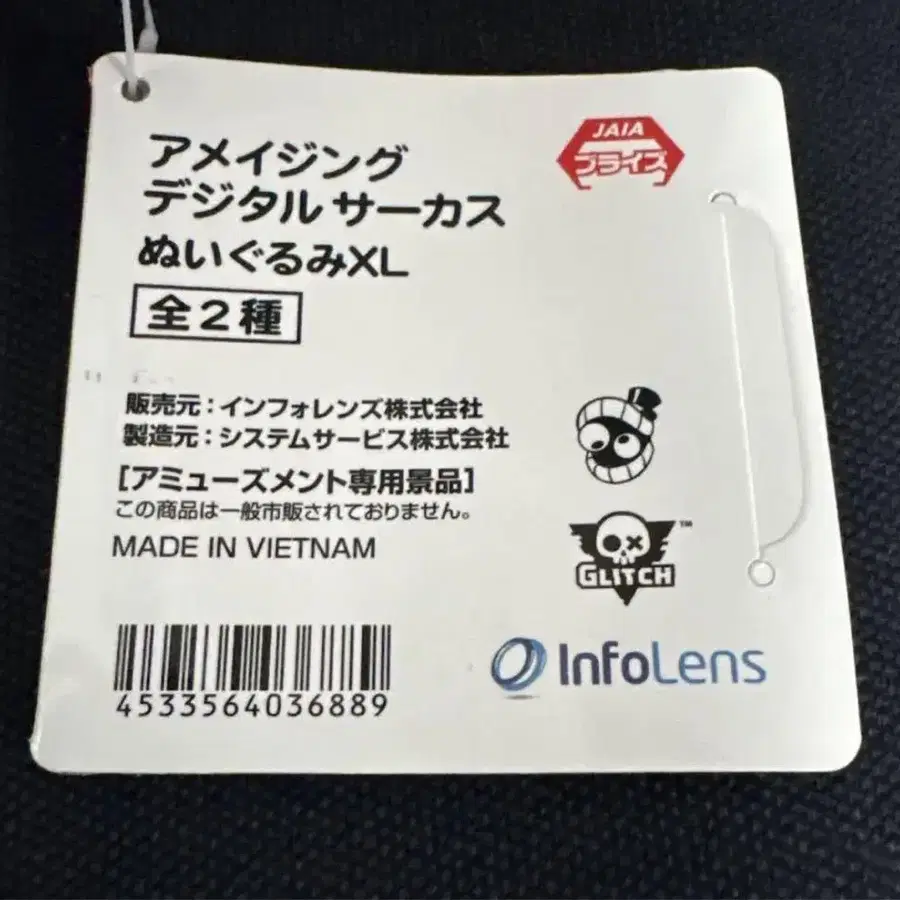 アメイジング
デジタル サーカス
ぬいぐるみXL
全2種
JAIA
プライズ
販売元：インフォレンズ株式会社
製造元：システムサービス株式会社
[アミューズメント専用景品]
この商品は一般市販されておりません。
MADE IN VIETNAM
GLITCH™
4533564036889
InfoLens